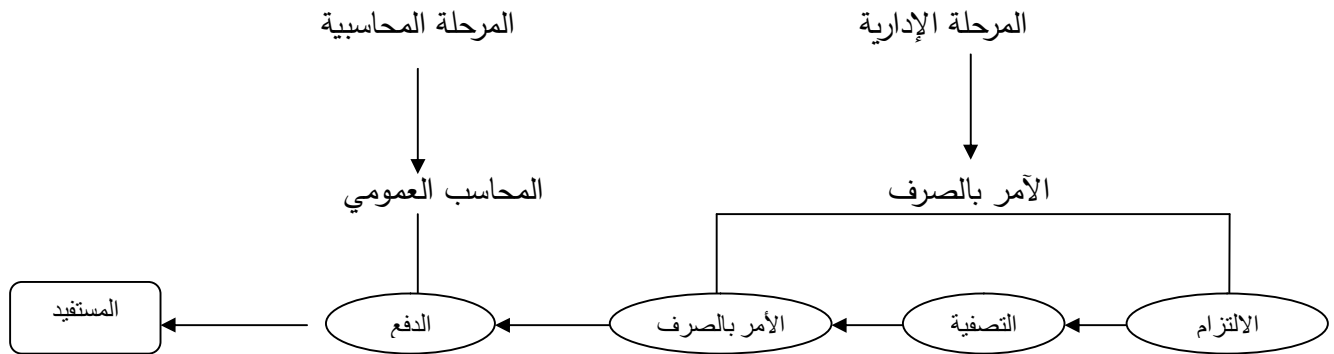 المرحلة الإدارية
المرحلة المحاسبية
الآمر بالصرف
المحاسب العمومي
الالتزام
التصفية
الأمر بالصرف
الدفع
المستفيد